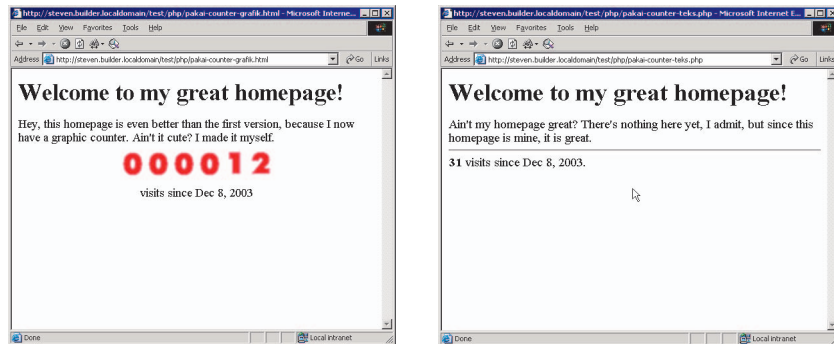 http://steven.builder.localdomain/test/php/pakai-counter-grafik.html - Microsoft Interne...
File Edit View Favorites Tools Help
Address http://steven.builder.localdomain/test/php/pakai-counter-grafik.html Go Links
Welcome to my great homepage!
Hey, this homepage is even better than the first version, because I now
have a graphic counter. Ain't it cute? I made it myself.
000012
visits since Dec 8, 2003
Done Local intranet
http://steven.builder.localdomain/test/php/pakai-counter-teks.php - Microsoft Internet E...
File Edit View Favorites Tools Help
Address http://steven.builder.localdomain/test/php/pakai-counter-teks.php Go Links
Welcome to my great homepage!
Ain't my homepage great? There's nothing here yet, I admit, but since this
homepage is mine, it is great.
31 visits since Dec 8, 2003.
Done Local intranet